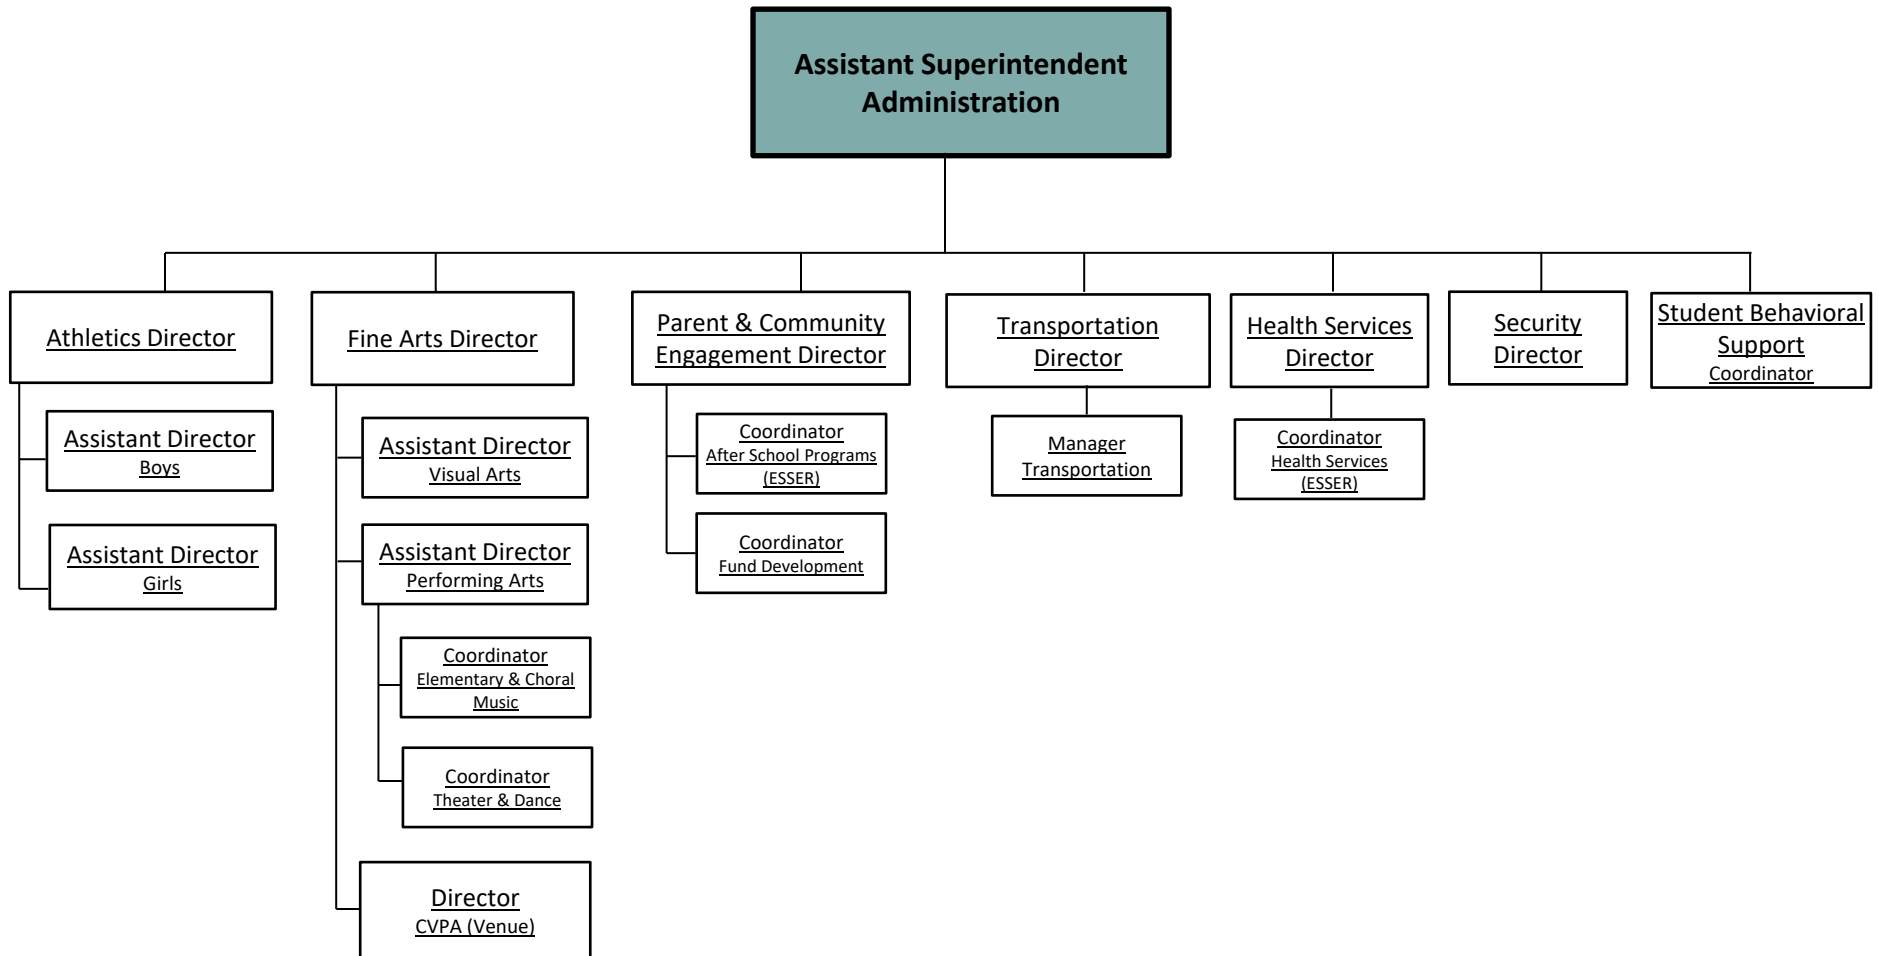 Assistant Superintendent
Administration
Athletics Director
Fine Arts Director
Parent & Community
Engagement Director
Transportation
Director
Health Services
Director
Security
Director
Student Behavioral
Support
Coordinator
Assistant Director
Boys
Assistant Director
Girls
Assistant Director
Visual Arts
Assistant Director
Performing Arts
Coordinator
Elementary & Choral
Music
Coordinator
Theater & Dance
Director
CVPA (Venue)
Coordinator
After School Programs
(ESSER)
Coordinator
Fund Development
Manager
Transportation
Coordinator
Health Services
(ESSER)